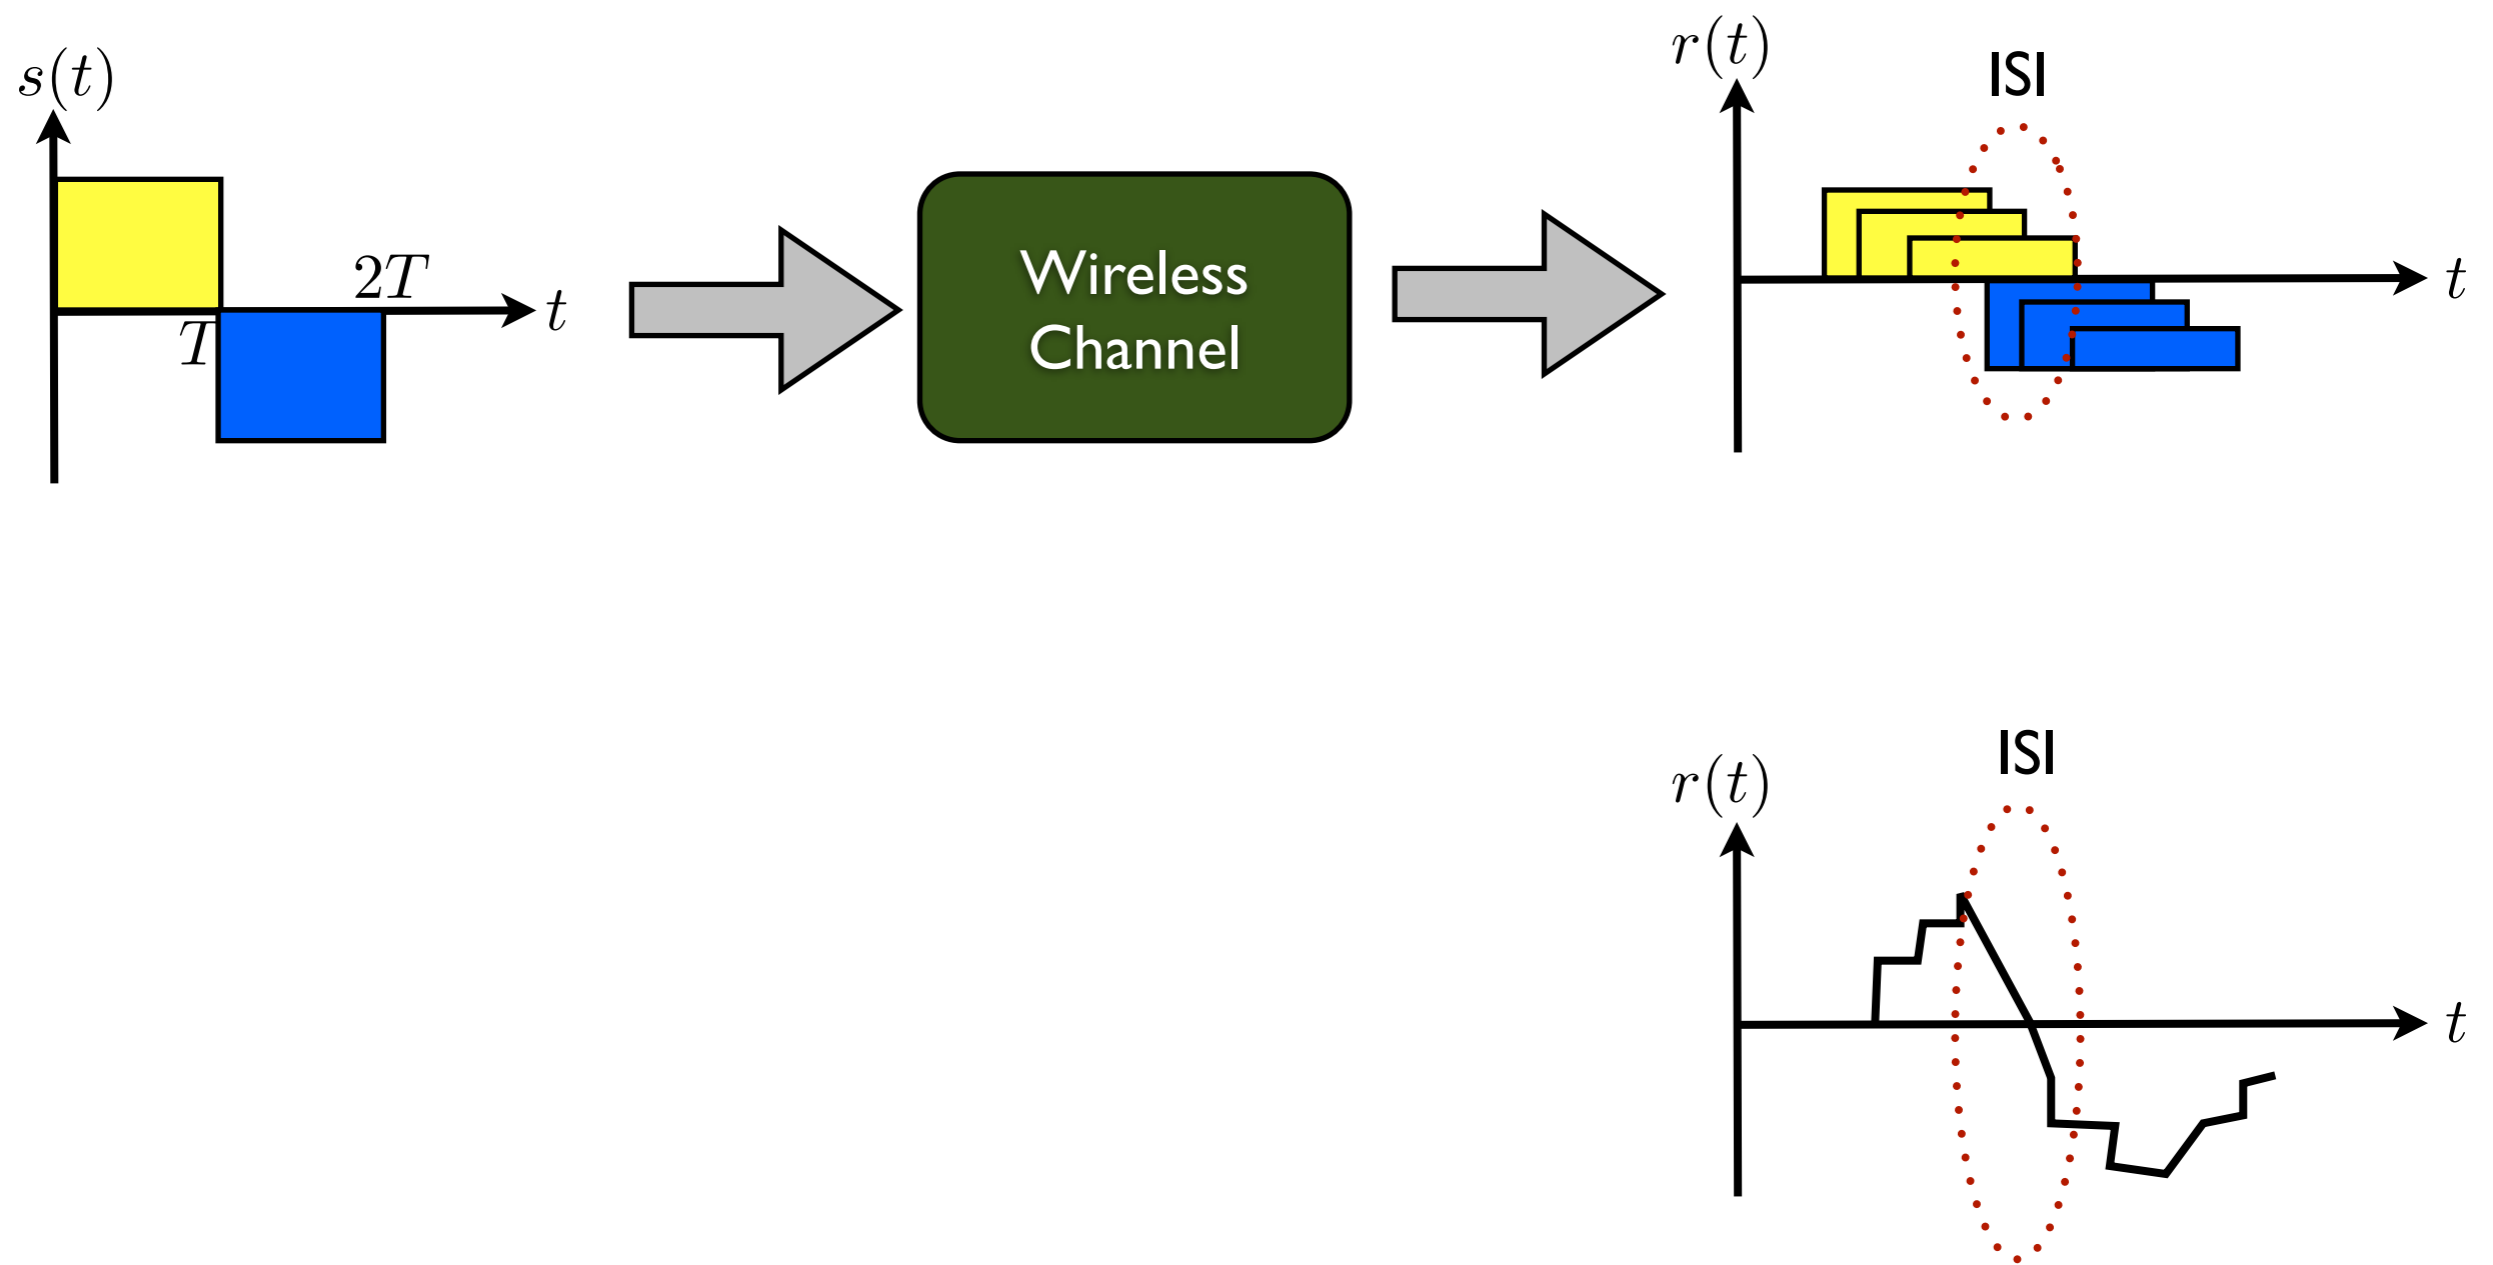 s(t)
2T
t
T
Wireless
Channel
r(t)
ISI
t
ISI
r(t)
t